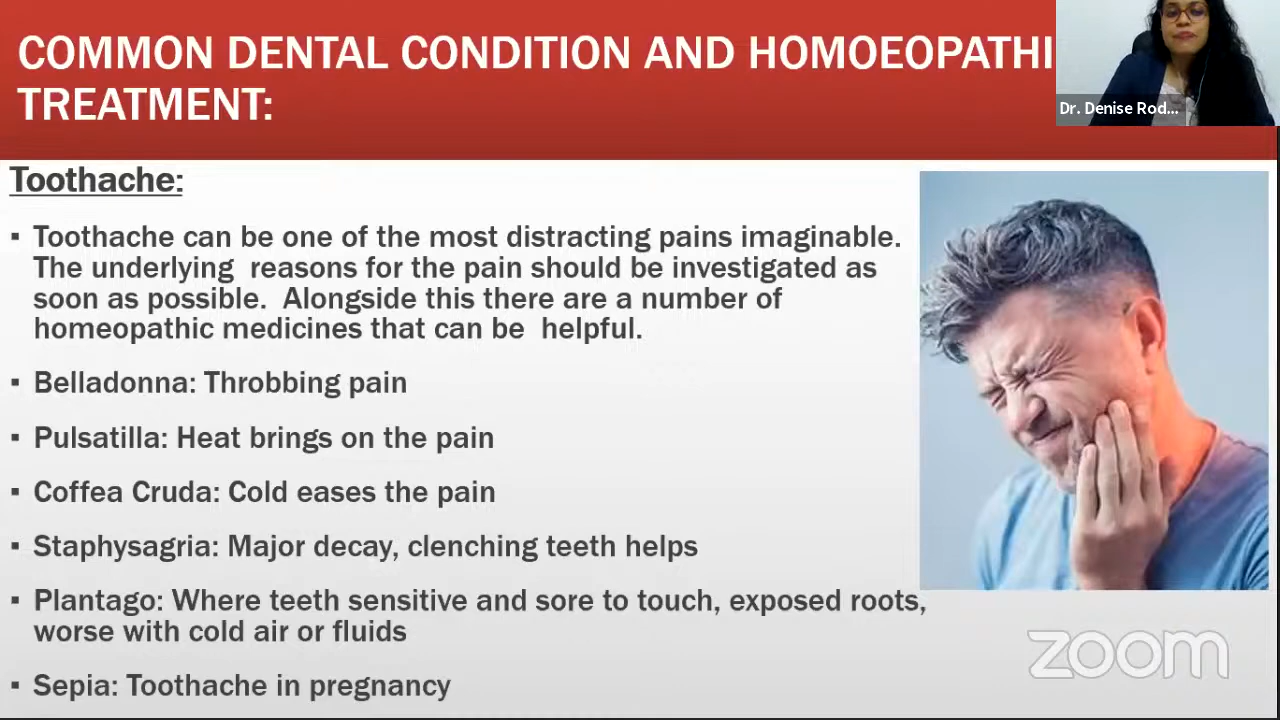 COMMON DENTAL CONDITION AND HOMOEOPATHI
TREATMENT:
Dr. Denise Rod...
Toothache:
▪ Toothache can be one of the most distracting pains imaginable.
The underlying reasons for the pain should be investigated as
soon as possible. Alongside this there are a number of
homeopathic medicines that can be helpful.
▪ Belladonna: Throbbing pain
▪ Pulsatilla: Heat brings on the pain
▪ Coffea Cruda: Cold eases the pain
▪ Staphysagria: Major decay, clenching teeth helps
▪ Plantago: Where teeth sensitive and sore to touch, exposed roots,
worse with cold air or fluids
▪ Sepia: Toothache in pregnancy
zoom